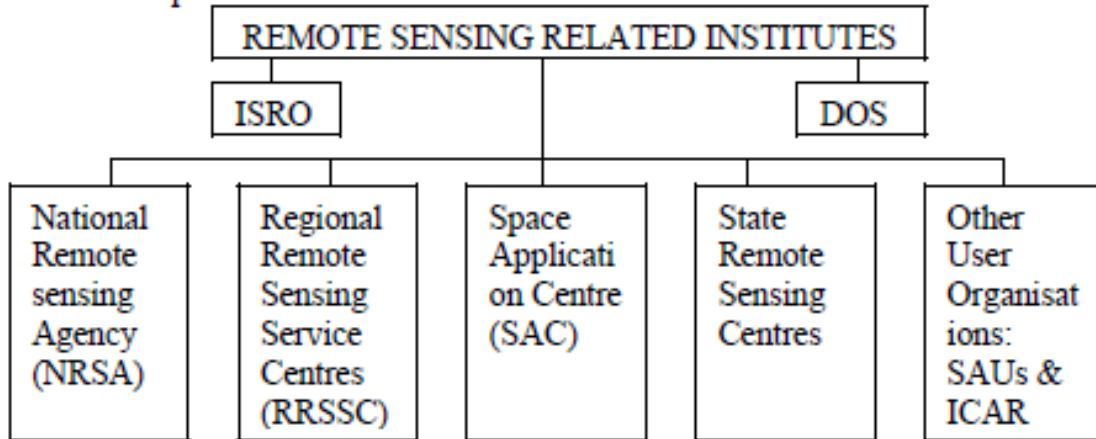 REMOTE SENSING RELATED INSTITUTES
ISRO
DOS
National
Remote
sensing
Agency
(NRSA)
Regional
Remote
Sensing
Service
Centres
(RRSSC)
Space
Applicati
on Centre
(SAC)
State
Remote
Sensing
Centres
Other
User
Organisat
ions:
SAUs &
ICAR